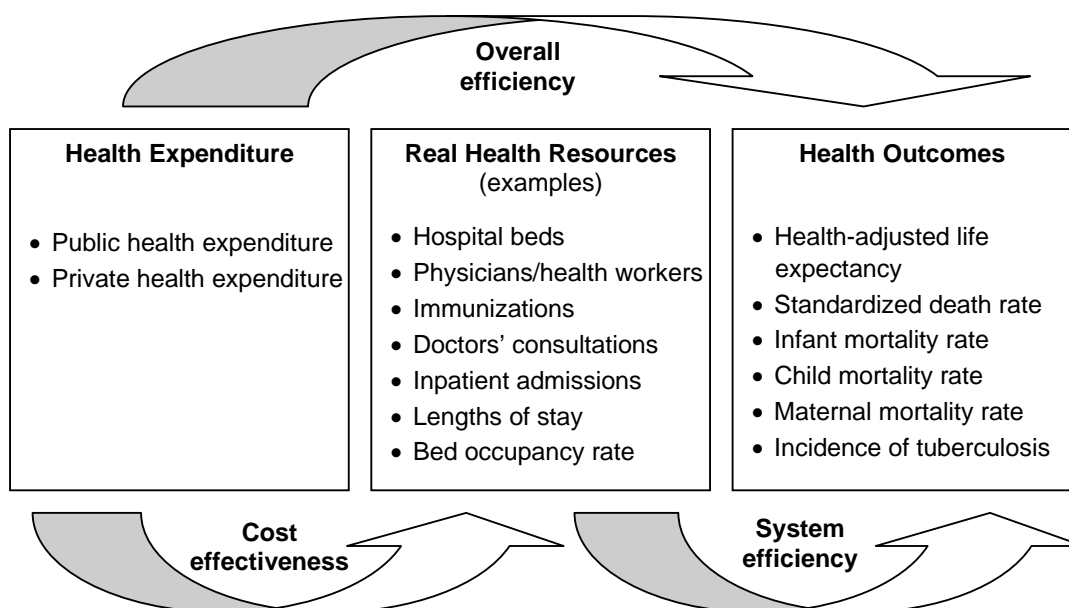 Overall
efficiency
Health Expenditure
• Public health expenditure
• Private health expenditure
Real Health Resources
(examples)
• Hospital beds
• Physicians/health workers
• Immunizations
• Doctors’ consultations
• Inpatient admissions
• Lengths of stay
• Bed occupancy rate
Health Outcomes
• Health-adjusted life
expectancy
• Standardized death rate
• Infant mortality rate
• Child mortality rate
• Maternal mortality rate
• Incidence of tuberculosis
Cost
effectiveness
System
efficiency